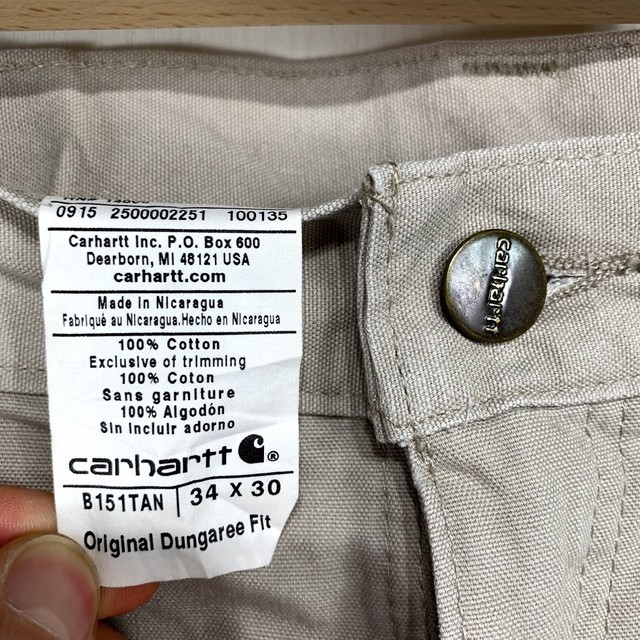 0915 2500002251 100135
Carhartt Inc. P.O. Box 600
Dearborn, MI 48121 USA
carhartt.com
Made in Nicaragua
Fabriqué au Nicaragua.Hecho en Nicaragua
100% Cotton
Exclusive of trimming
100% Coton
Sans garniture
100% Algodón
Sin incluir adorno
carhartt ®
B151TAN 34 X 30
Original Dungaree Fit
carhartt